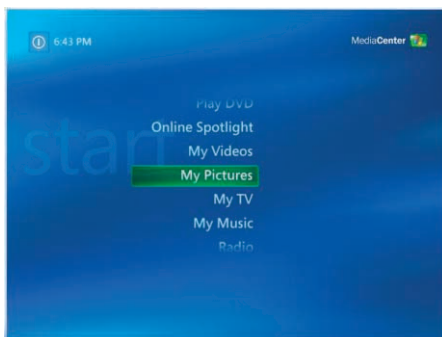 6:43 PM
MediaCenter
start
Play DVD
Online Spotlight
My Videos
My Pictures
My TV
My Music
Radio